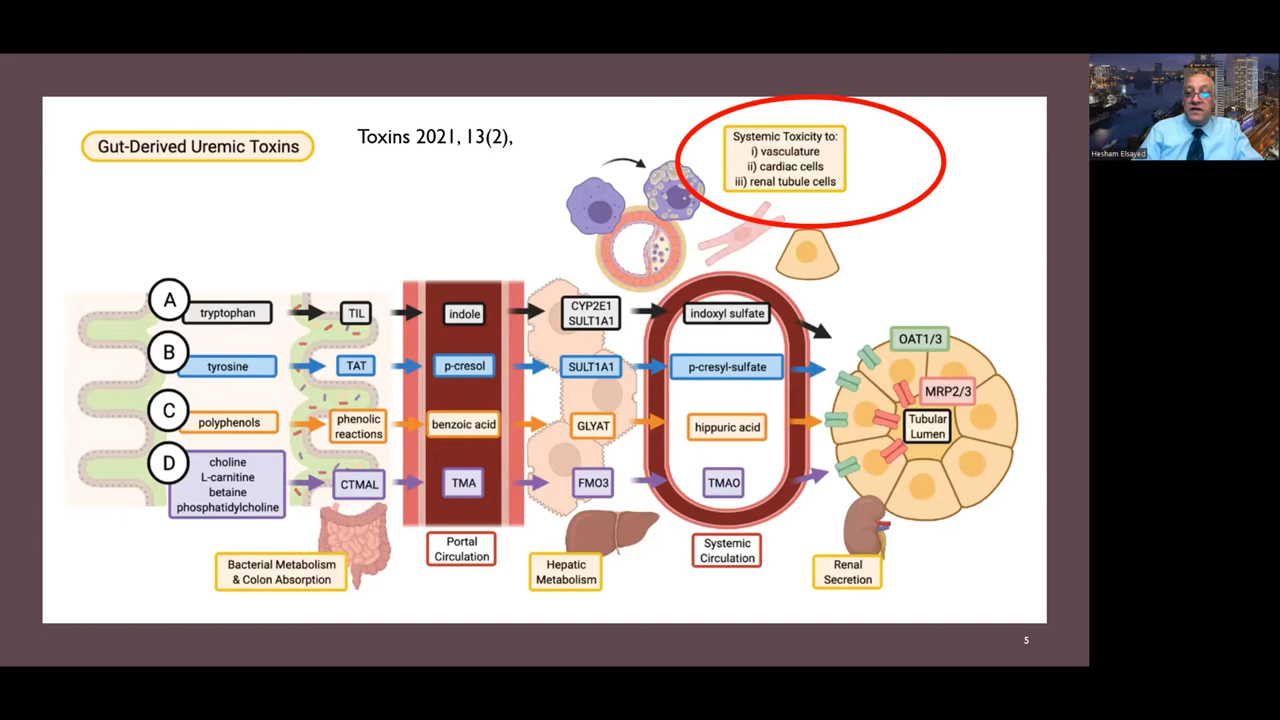 Gut-Derived Uremic Toxins
Toxins 2021, 13(2),
Systemic Toxicity to:
i) vasculature
ii) cardiac cells
iii) renal tubule cells
Hesham Elsayed
A
tryptophan
TIL
indole
CYP2E1
SULT1A1
indoxyl sulfate
B
tyrosine
TAT
p-cresol
SULT1A1
p-cresyl-sulfate
C
polyphenols
phenolic
reactions
benzoic acid
GLYAT
hippuric acid
D
choline
L-carnitine
betaine
phosphatidylcholine
CTMAL
TMA
FMO3
TMAO
OAT1/3
MRP2/3
Tubular
Lumen
Bacterial Metabolism
& Colon Absorption
Portal
Circulation
Hepatic
Metabolism
Systemic
Circulation
Renal
Secretion
5